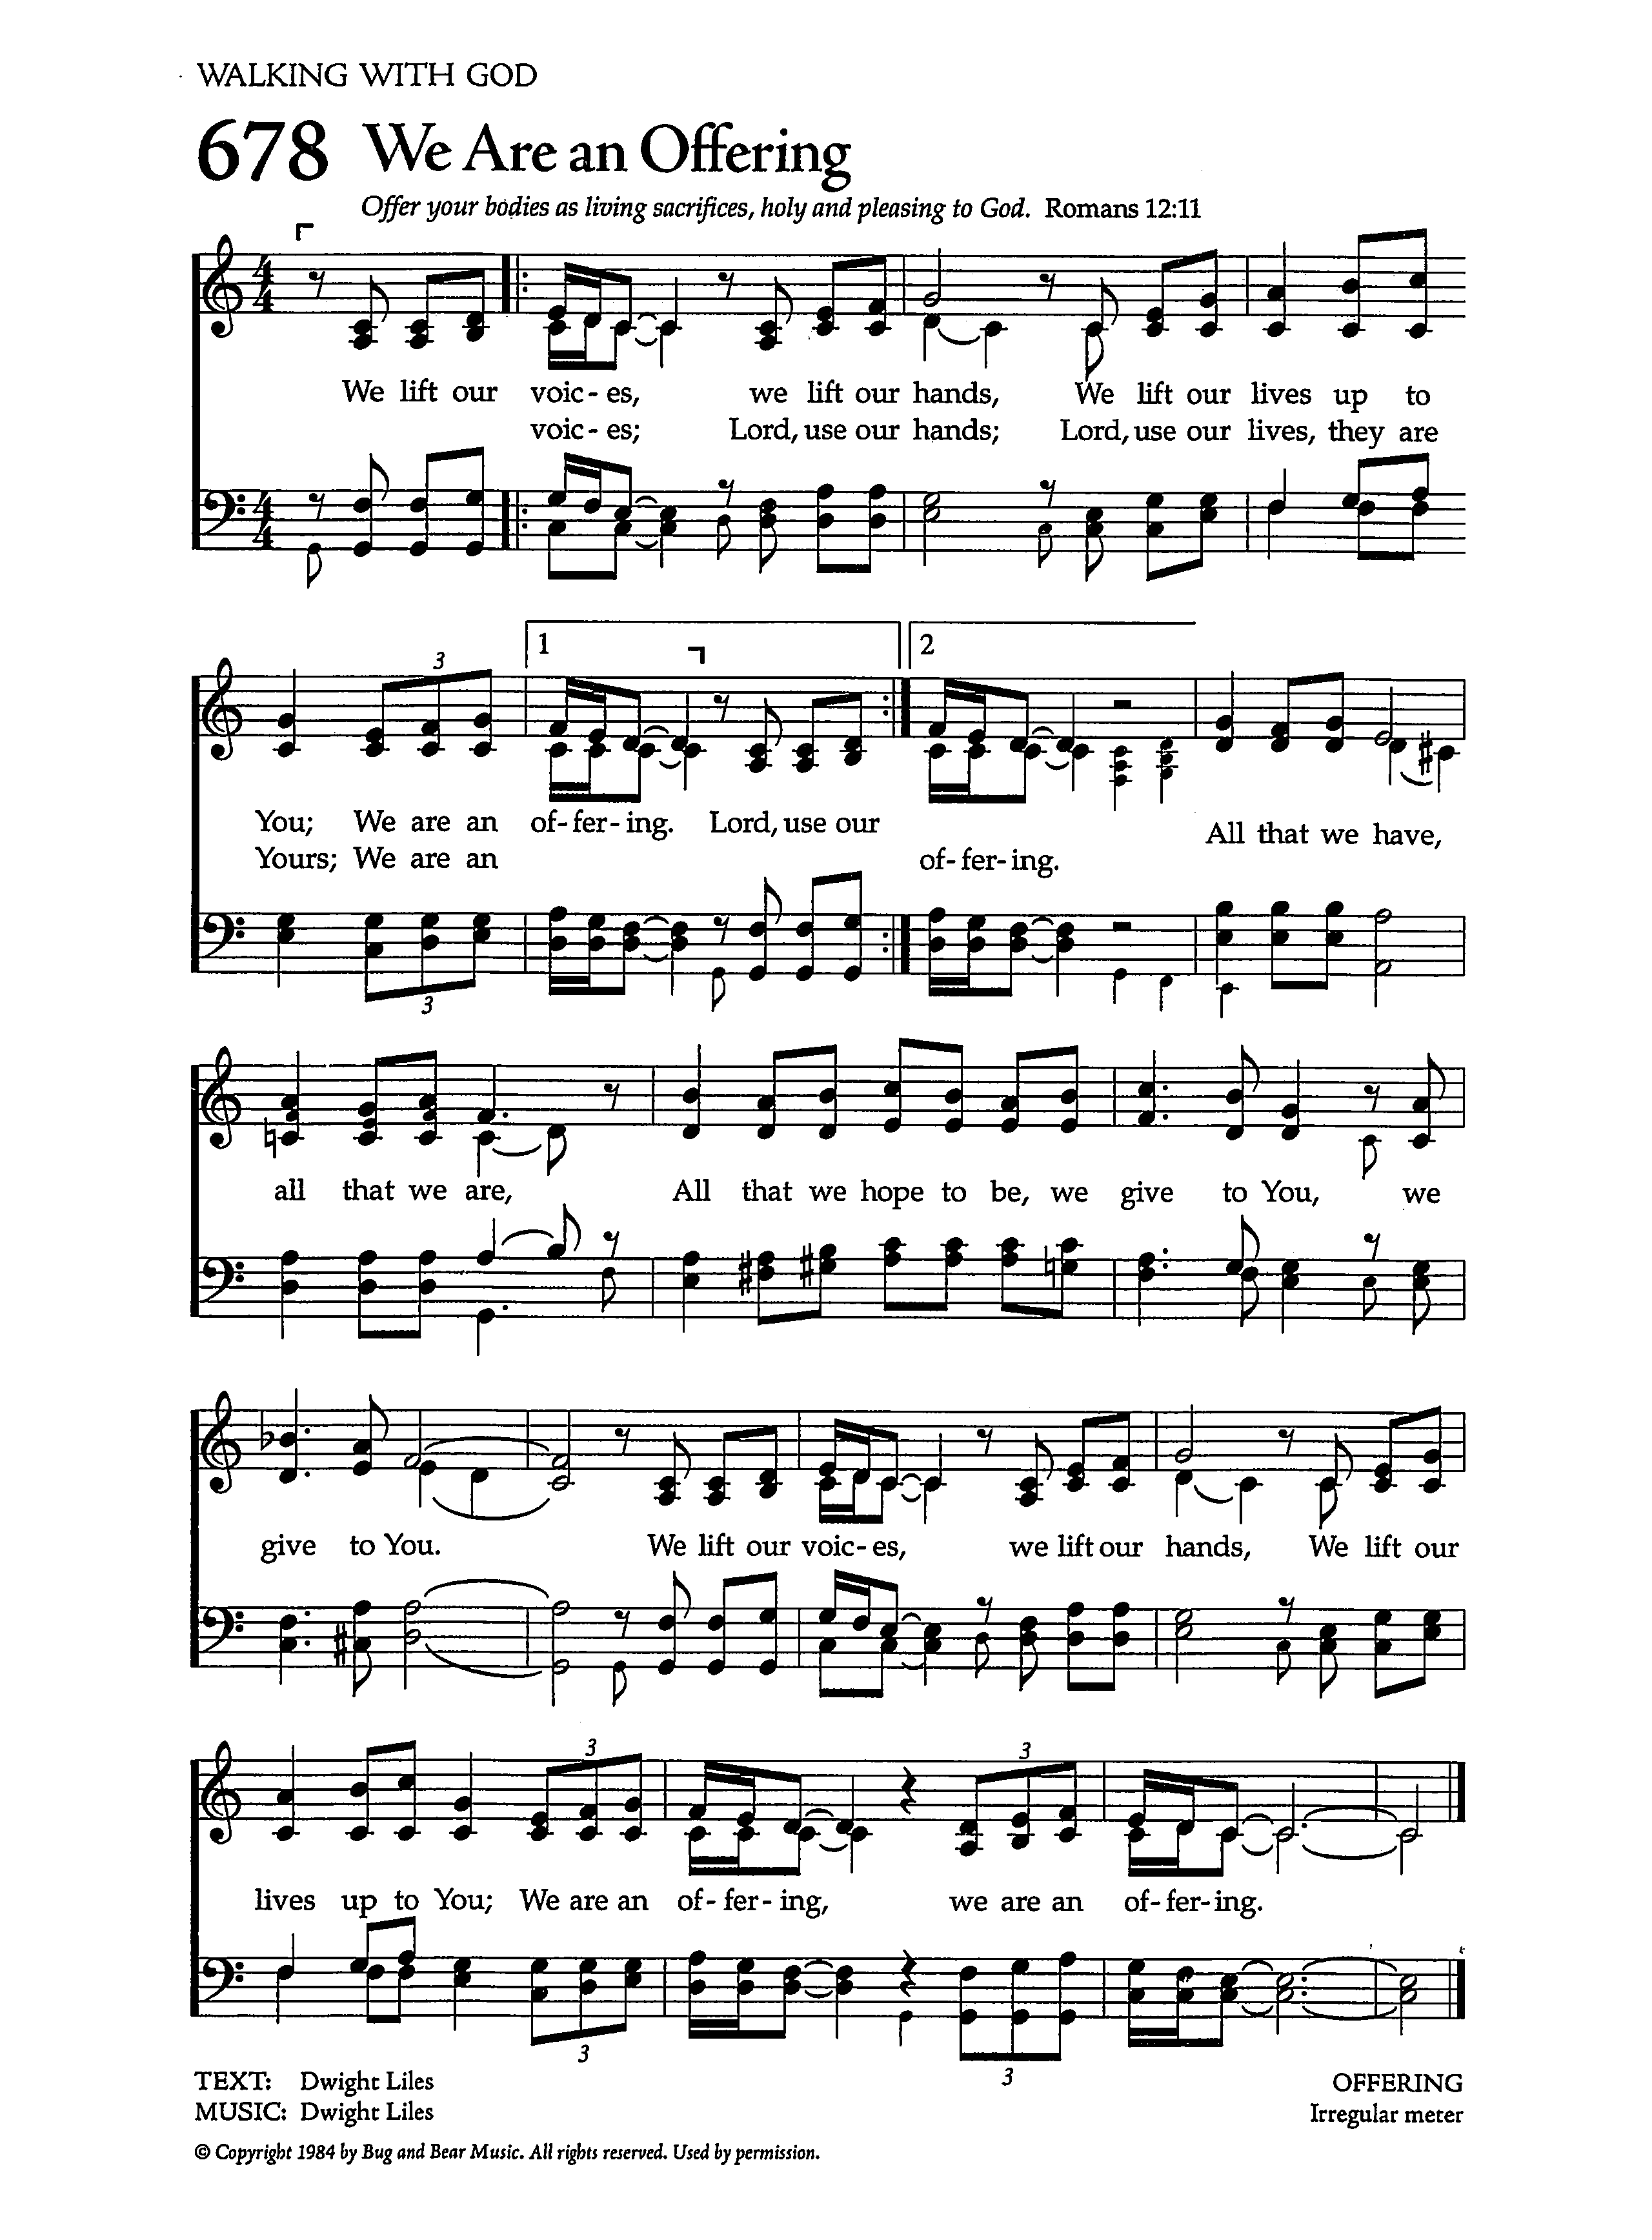 WALKING WITH GOD
678 We Are an Offering
Offer your bodies as living sacrifices, holy and pleasing to God. Romans 12:11
We lift our voic - es, we lift our hands, We lift our lives up to
voic - es; Lord, use our hands; Lord, use our lives, they are
3
1
2
You; We are an of - fer - ing. Lord, use our All that we have,
Yours; We are an of - fer - ing.
3
all that we are, All that we hope to be, we give to You, we
give to You. We lift our voic - es, we lift our hands, We lift our
3
3
lives up to You; We are an of - fer - ing, we are an of - fer - ing.
3
3
TEXT: Dwight Liles
MUSIC: Dwight Liles
OFFERING
Irregular meter
© Copyright 1984 by Bug and Bear Music. All rights reserved. Used by permission.